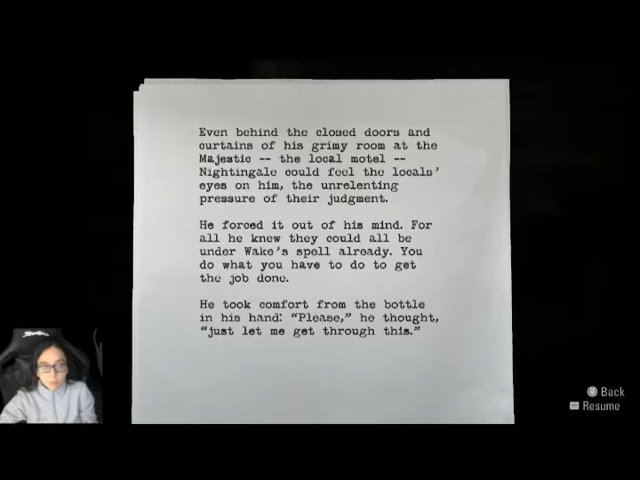 Even behind the closed doors and
curtains of his grimy room at the
Majestic -- the local motel --
Nightingale could feel the locals'
eyes on him, the unrelenting
pressure of their judgment.
He forced it out of his mind. For
all he knew they could all be
under Wake's spell already. You
do what you have to do to get
the job done.
He took comfort from the bottle
in his hand: “Please,” he thought,
“just let me get through this.”
Back
Resume